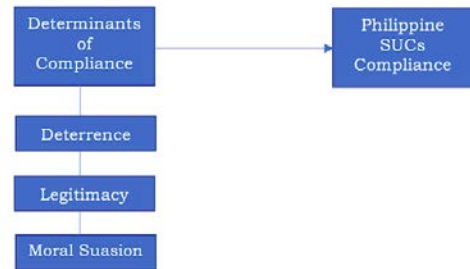 Determinants
of
Compliance
Philippine
SUCs
Compliance
Deterrence
Legitimacy
Moral Suasion